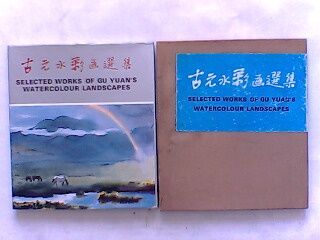 古元水彩画選集
SELECTED WORKS OF GU YUAN'S
WATERCOLOUR LANDSCAPES
古元水彩画選集
SELECTED WORKS OF GU YUAN'S
WATERCOLOUR LANDSCAPES